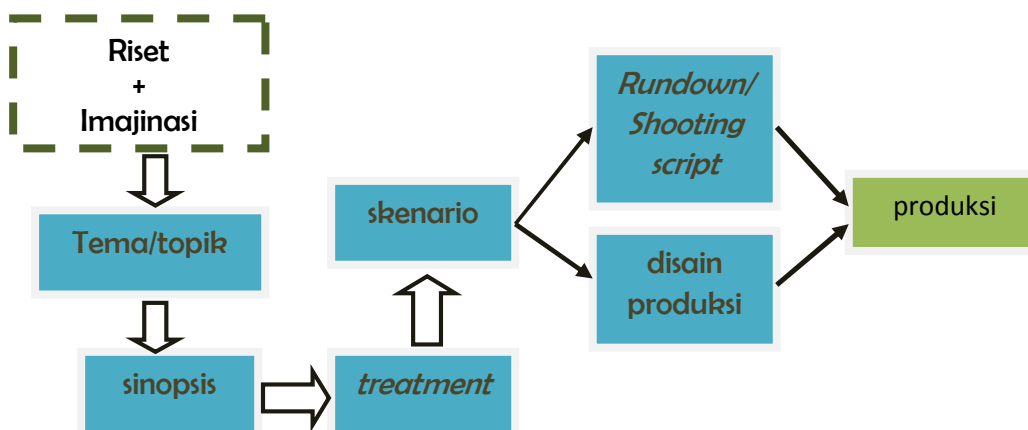 Riset
+
Imajinasi
Tema/topik
sinopsis
treatment
skenario
Rundown/
Shooting
script
disain
produksi
produksi